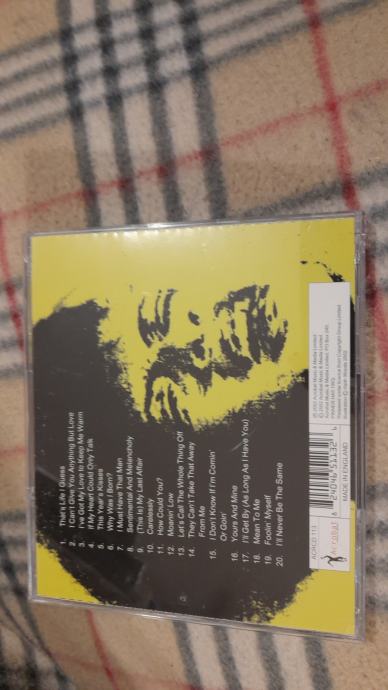 1. That's Life I Guess
2. I Can't Give You Anything But Love
3. I've Got My Love to Keep Me Warm
4. If My Heart Could Only Talk
5. This Year's Kisses
6. Why Was I Born?
7. I Must Have That Man
8. Sentimental And Melancholy
9. (This Is) My Last Affair
10. Carelessly
11. How Could You?
12. Moanin' Low
13. Let's Call The Whole Thing Off
14. They Can't Take That Away
From Me
15. I Don't Know If I'm Comin'
Or Goin'
16. Yours And Mine
17. I'll Get By (As Long As I Have You)
18. Mean To Me
19. Foolin' Myself
20. I'll Never Be The Same
ACRCD 113
Acrobat
MADE IN ENGLAND